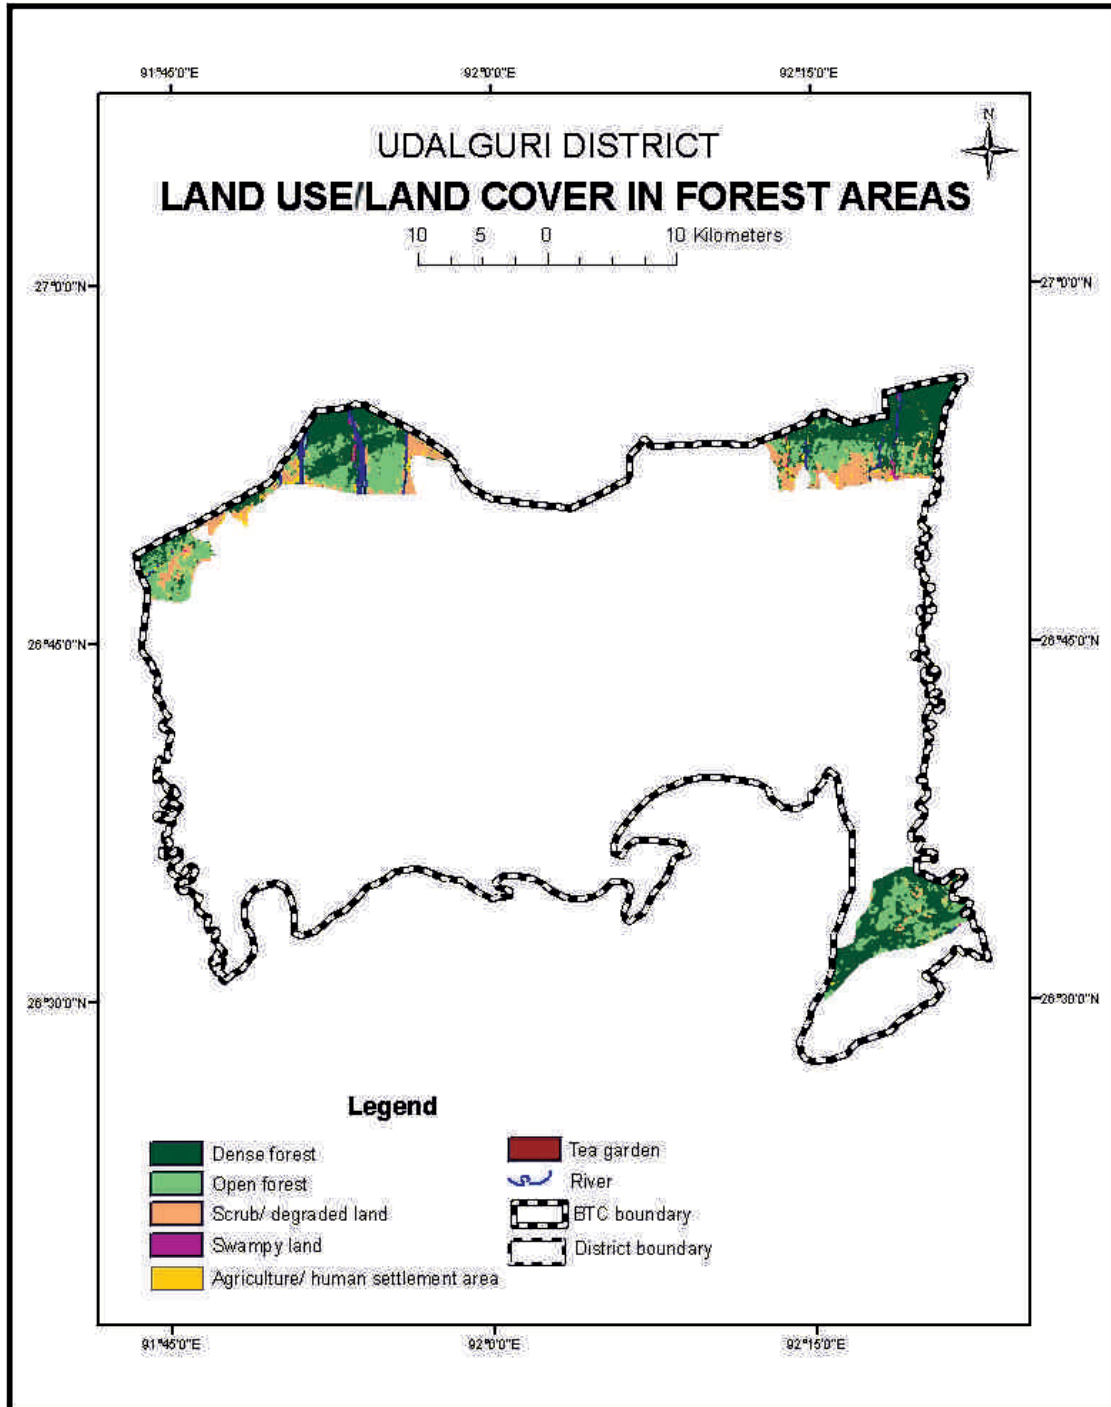 91°45'0"E 92°0'0"E 92°15'0"E
N
UDALGURI DISTRICT
LAND USE/LAND COVER IN FOREST AREAS
10 5 0 10 Kilometers
27°0'0"N 27°0'0"N
26°45'0"N 26°45'0"N
26°30'0"N 26°30'0"N
Legend
Dense forest
Open forest
Scrub/ degraded land
Swampy land
Agriculture/ human settlement area
Tea garden
River
BTC boundary
District boundary
91°45'0"E 92°0'0"E 92°15'0"E